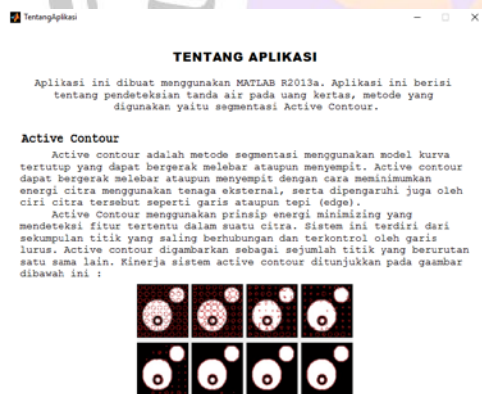 TentangAplikasi
TENTANG APLIKASI
Aplikasi ini dibuat menggunakan MATLAB R2013a. Aplikasi ini berisi
tentang pendeteksian tanda air pada uang kertas, metode yang
digunakan yaitu segmentasi Active Contour.
Active Contour
Active contour adalah metode segmentasi menggunakan model kurva
tertutup yang dapat bergerak melebar ataupun menyempit. Active contour
dapat bergerak melebar ataupun menyempit dengan cara meminimumkan
energi citra menggunakan tenaga eksternal, serta dipengaruhi juga oleh
ciri citra tersebut seperti garis ataupun tepi (edge).
Active Contour menggunakan prinsip energi minimizing yang
mendeteksi fitur tertentu dalam suatu citra. Sistem ini terdiri dari
sekumpulan titik yang saling berhubungan dan terkontrol oleh garis
lurus. Active contour digambarkan sebagai sejumlah titik yang berurutan
satu sama lain. Kinerja sistem active contour ditunjukkan pada gaambar
dibawah ini :